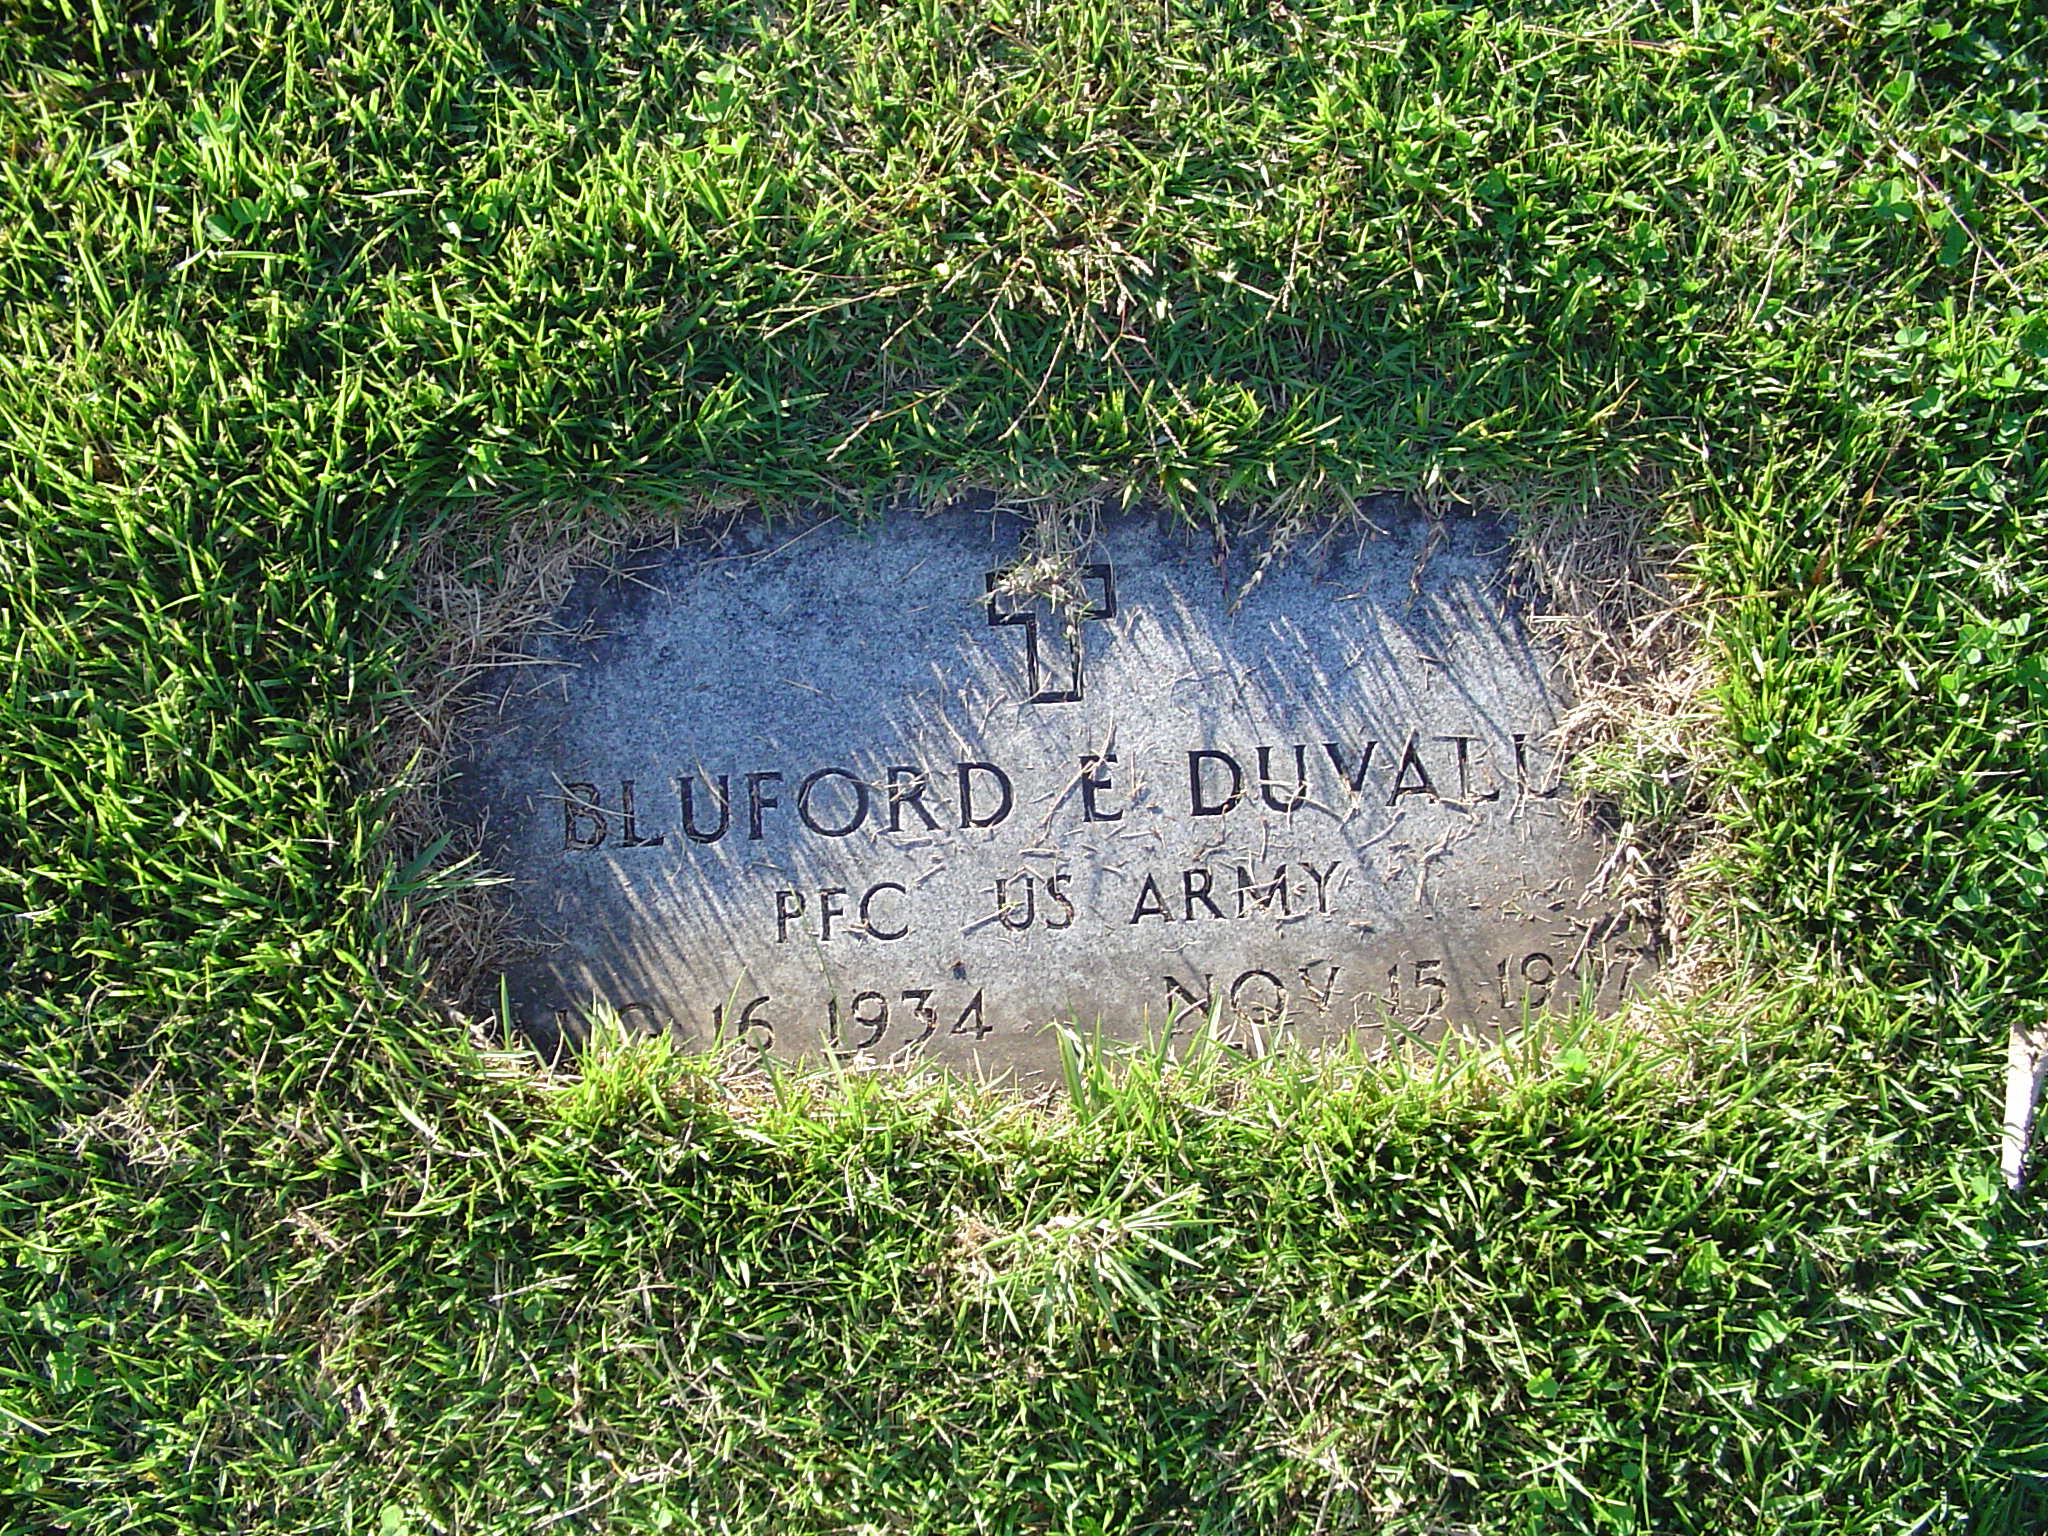 BLUFORD E DUVALL
PFC US ARMY
16 1934 NOV 15